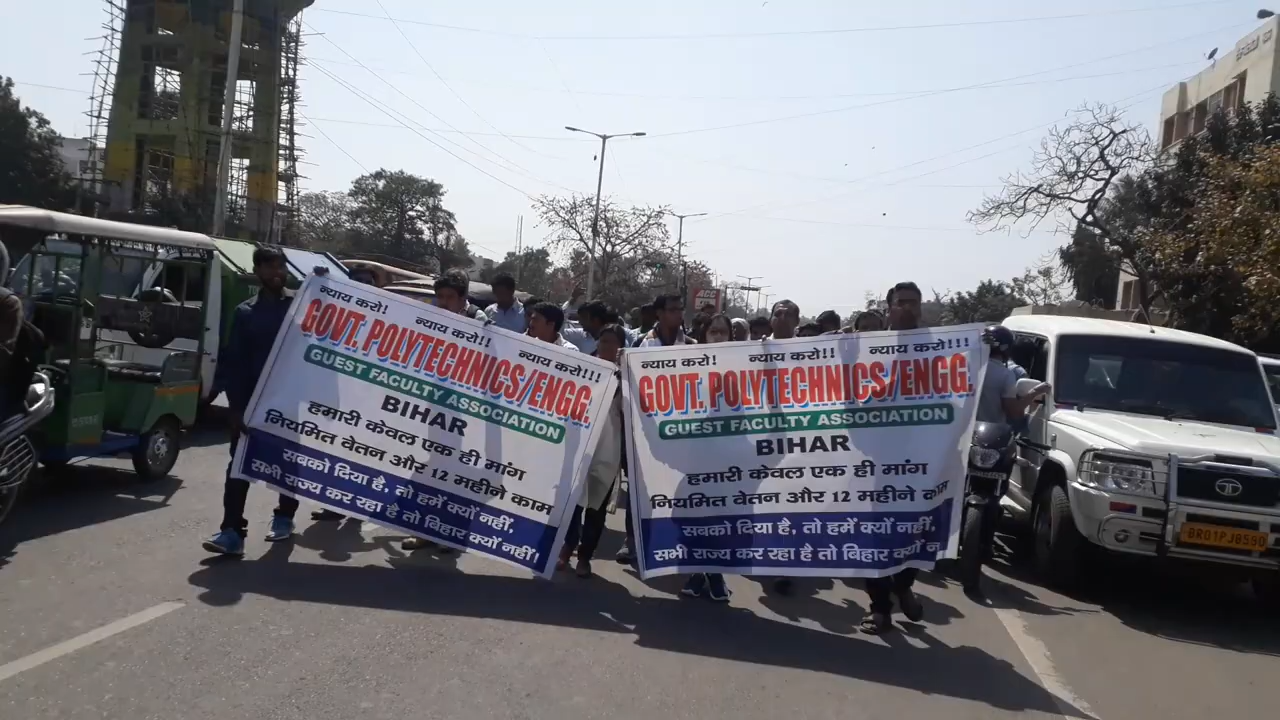 न्याय करो! न्याय करो!! न्याय करो!!!
GOVT. POLYTECHNICS/ENGG.
GUEST FACULTY ASSOCIATION
BIHAR
हमारी केवल एक ही मांग
नियमित वेतन और 12 महीने काम
सबको दिया है, तो हमें क्यों नहीं,
सभी राज्य कर रहा है तो बिहार क्यों नहीं!
न्याय करो! न्याय करो!! न्याय करो!!!
GOVT. POLYTECHNICS/ENGG.
GUEST FACULTY ASSOCIATION
BIHAR
हमारी केवल एक ही मांग
नियमित वेतन और 12 महीने काम
सबको दिया है, तो हमें क्यों नहीं,
सभी राज्य कर रहा है तो बिहार क्यों न
ACC
BR01PJ8590